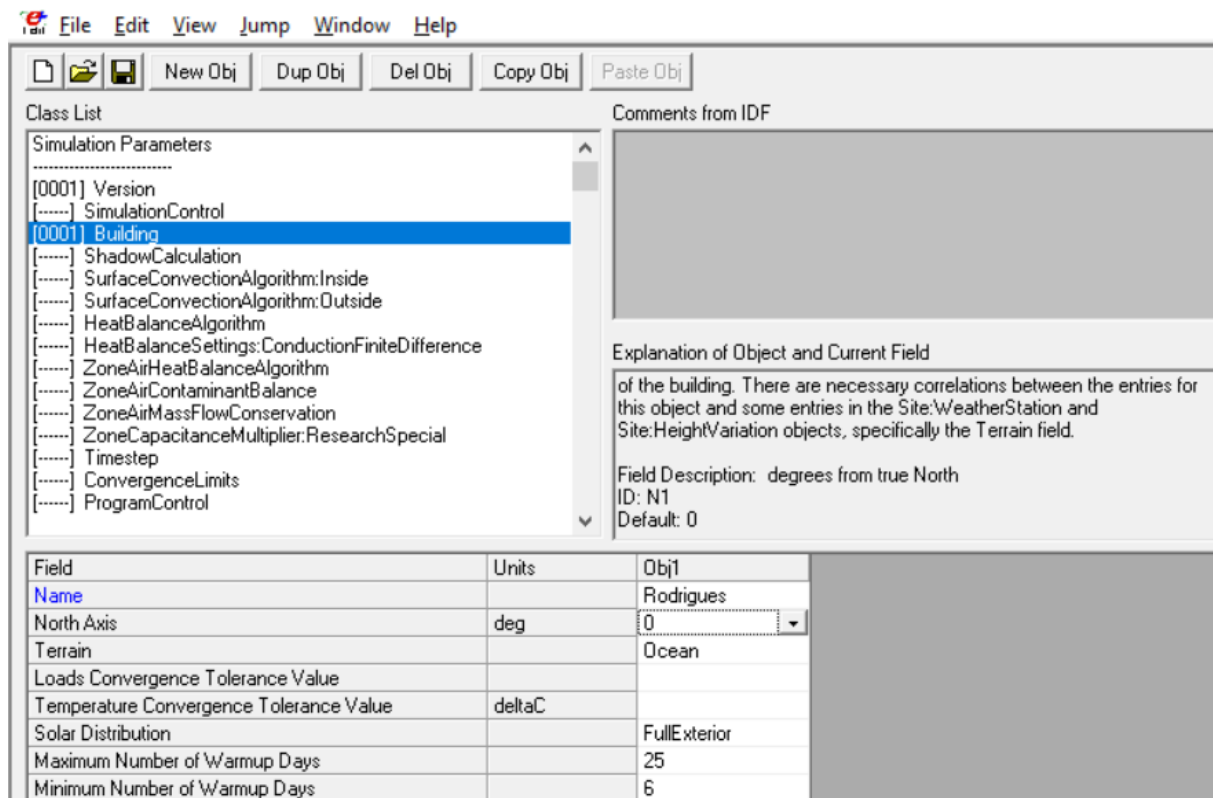 File Edit View Jump Window Help
New Obj Dup Obj Del Obj Copy Obj Paste Obj
Class List
Simulation Parameters
----------------------------
[0001] Version
[------] SimulationControl
[0001] Building
[------] ShadowCalculation
[------] SurfaceConvectionAlgorithm:Inside
[------] SurfaceConvectionAlgorithm:Outside
[------] HeatBalanceAlgorithm
[------] HeatBalanceSettings:ConductionFiniteDifference
[------] ZoneAirHeatBalanceAlgorithm
[------] ZoneAirContaminantBalance
[------] ZoneAirMassFlowConservation
[------] ZoneCapacitanceMultiplier:ResearchSpecial
[------] Timestep
[------] ConvergenceLimits
[------] ProgramControl
Comments from IDF
Explanation of Object and Current Field
of the building. There are necessary correlations between the entries for
this object and some entries in the Site:WeatherStation and
Site:HeightVariation objects, specifically the Terrain field.
Field Description: degrees from true North
ID: N1
Default: 0
Field Units Obj1
Name Rodrigues
North Axis deg 0
Terrain Ocean
Loads Convergence Tolerance Value
Temperature Convergence Tolerance Value deltaC
Solar Distribution FullExterior
Maximum Number of Warmup Days 25
Minimum Number of Warmup Days 6